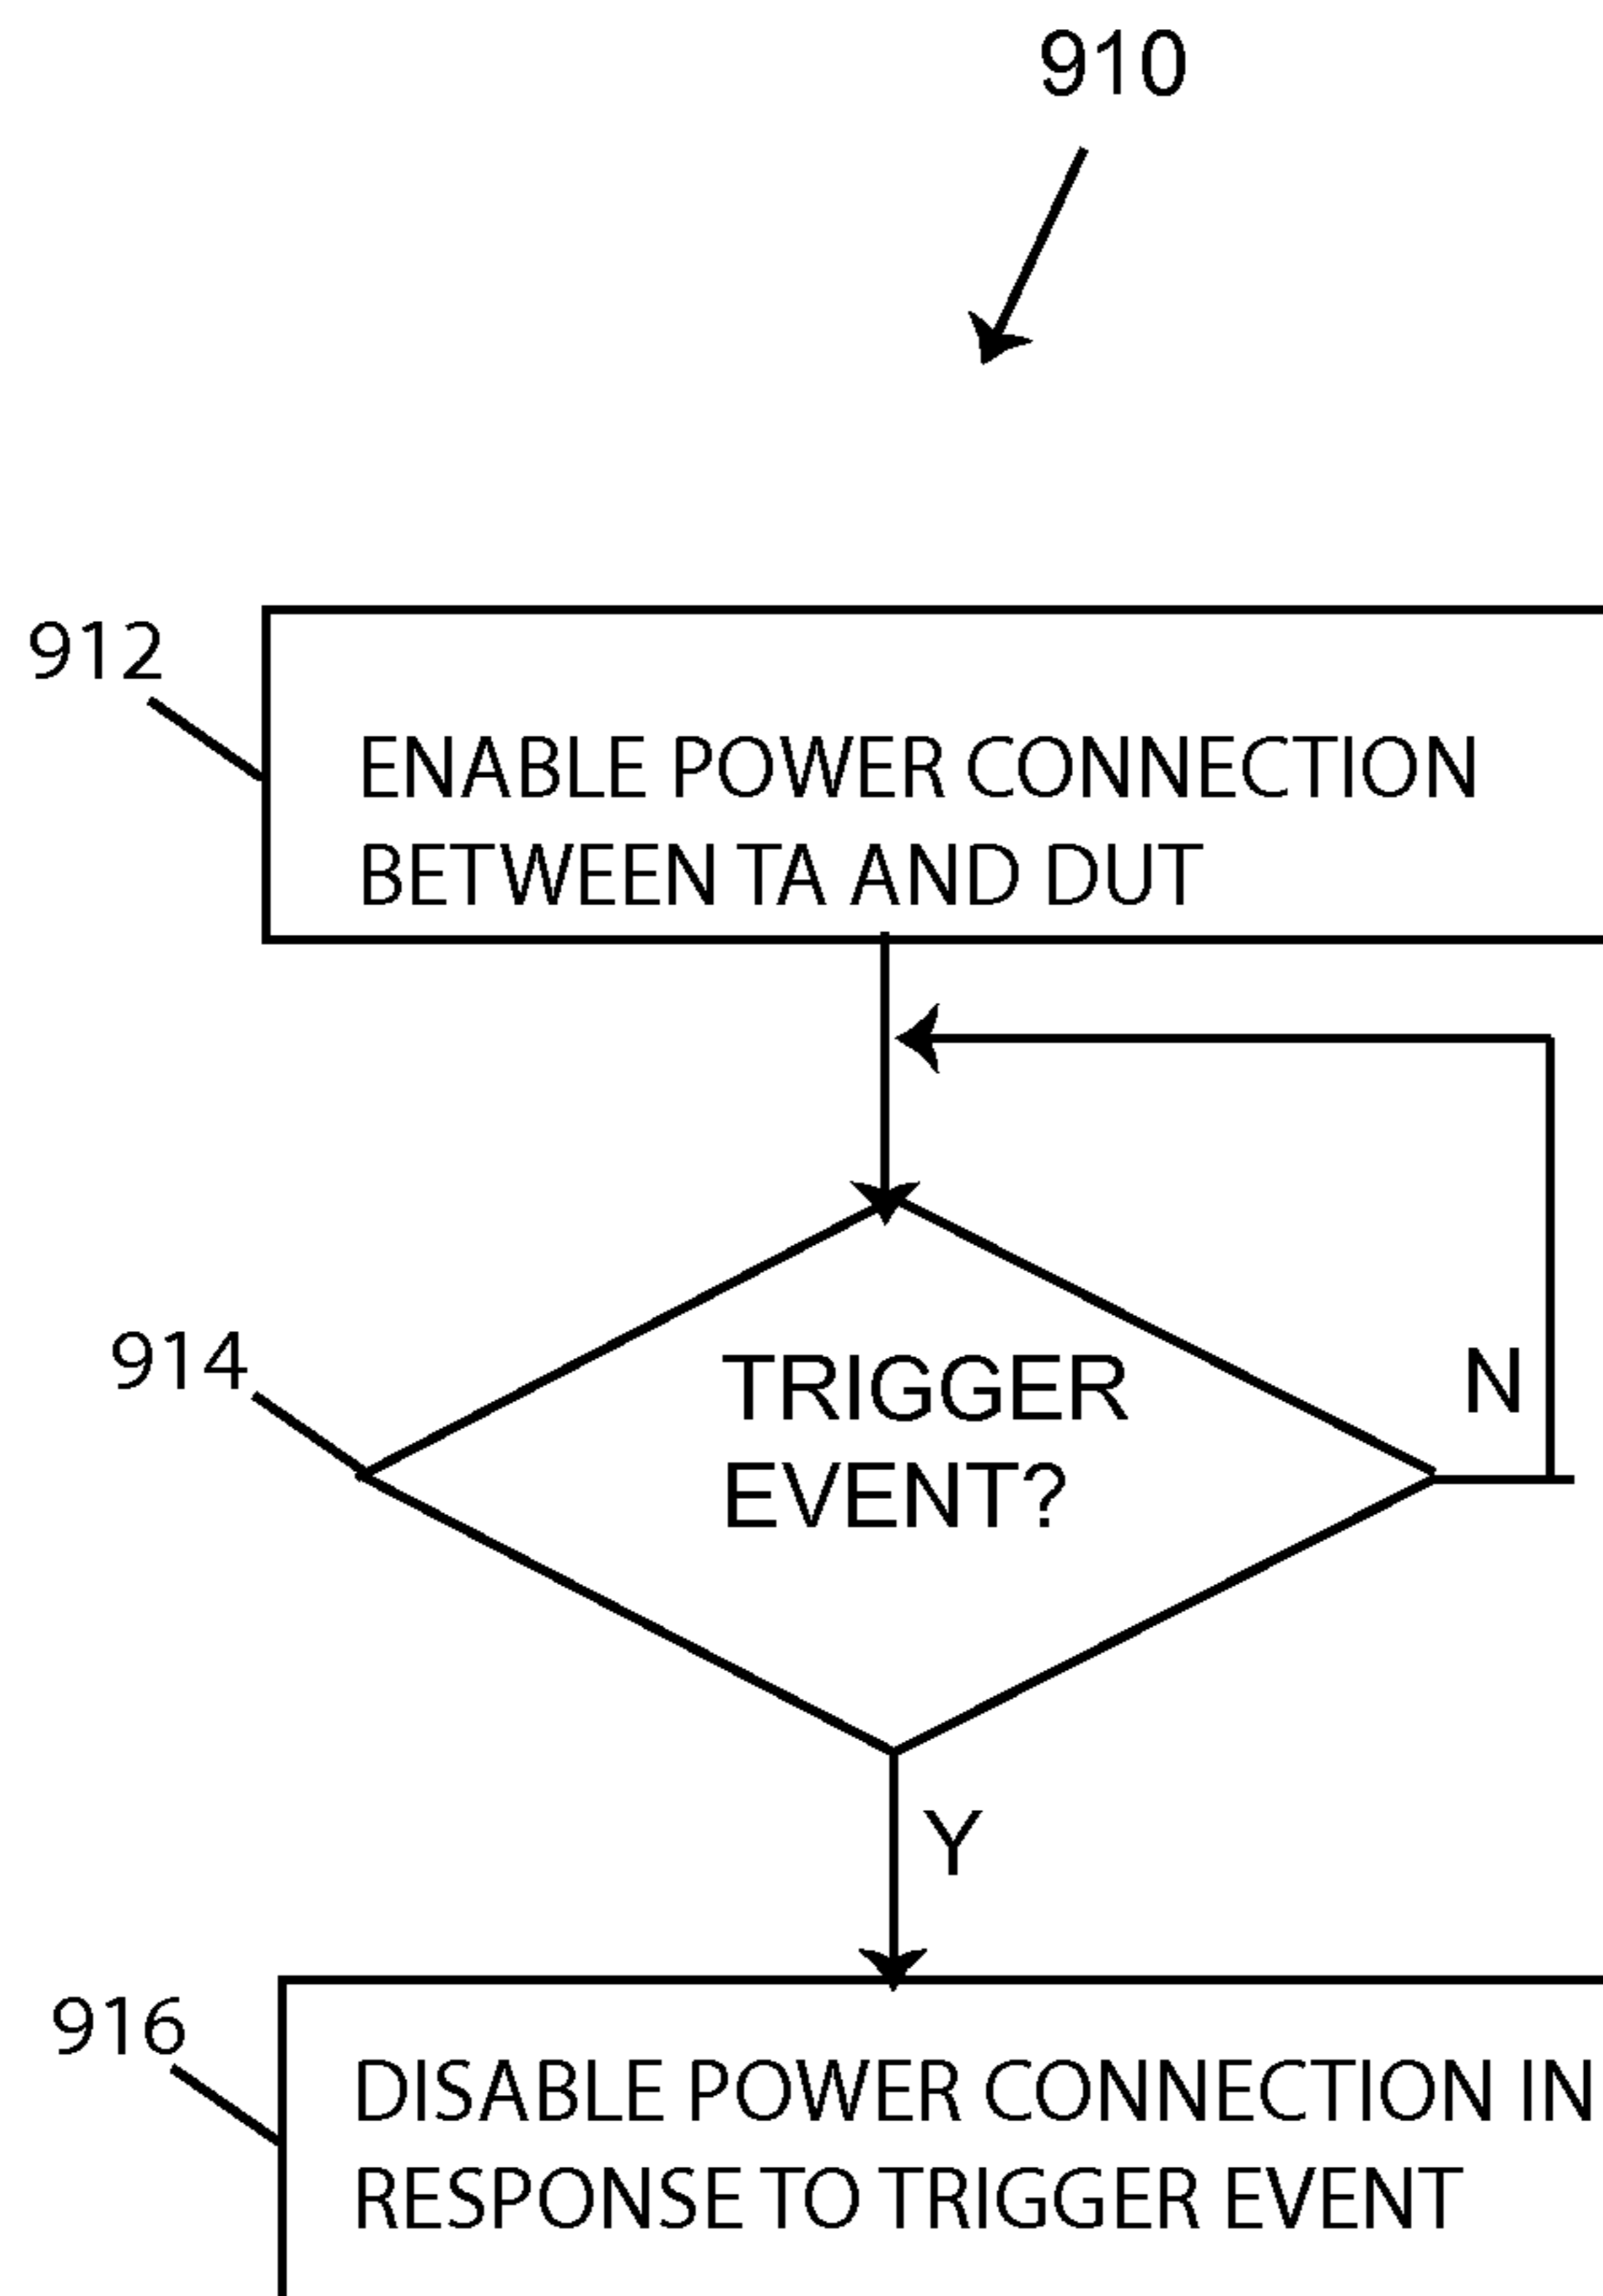 910
912
ENABLE POWER CONNECTION
BETWEEN TA AND DUT
914
TRIGGER
EVENT?
N
Y
916
DISABLE POWER CONNECTION IN
RESPONSE TO TRIGGER EVENT